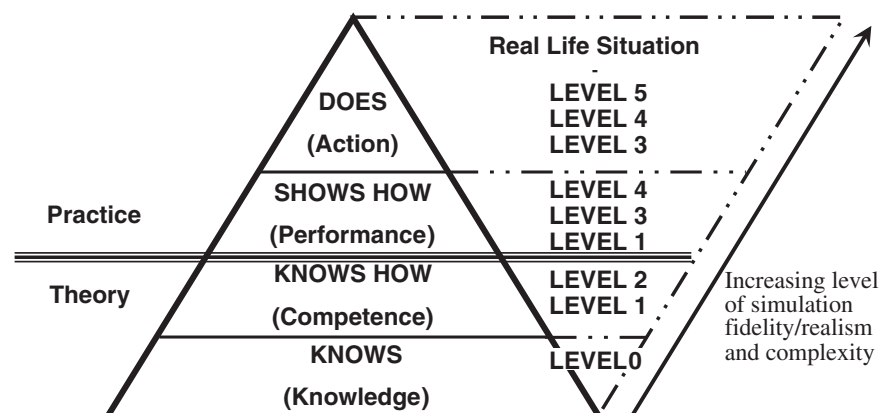 Real Life Situation
-
DOES
(Action)
LEVEL 5
LEVEL 4
LEVEL 3
Practice
SHOWS HOW
(Performance)
LEVEL 4
LEVEL 3
LEVEL 1
Theory
KNOWS HOW
(Competence)
LEVEL 2
LEVEL 1
KNOWS
(Knowledge)
LEVEL0
Increasing level
of simulation
fidelity/realism
and complexity